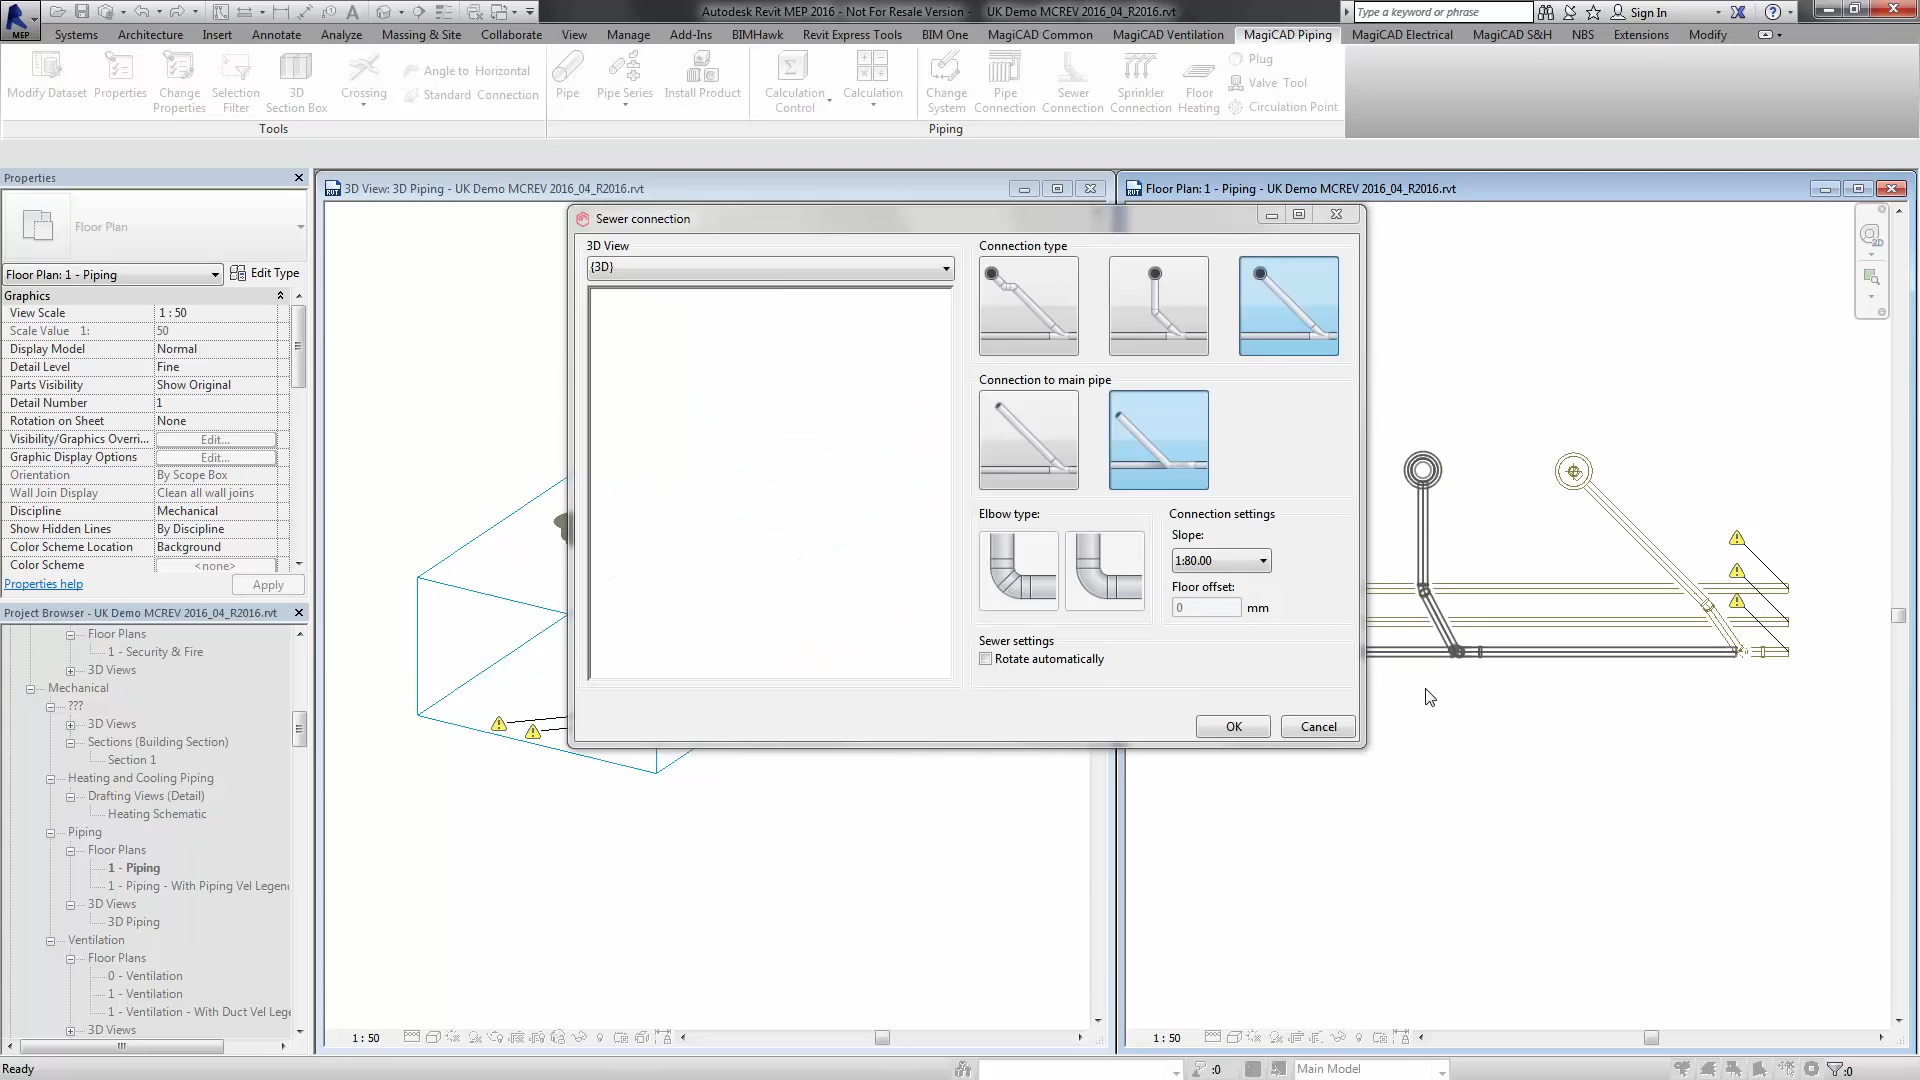 Autodesk Revit MEP 2016 - Not For Resale Version - UK Demo MCREV 2016_04_R2016.rvt
Type a keyword or phrase
Sign In
MEP
Systems Architecture Insert Annotate Analyze Massing & Site Collaborate View Manage Add-Ins BIMHawk Revit Express Tools BIM One MagiCAD Common MagiCAD Ventilation MagiCAD Piping MagiCAD Electrical MagiCAD S&H NBS Extensions Modify
Modify Dataset
Properties
Change Properties
Selection Filter
3D Section Box
Crossing
Angle to Horizontal
Standard Connection
Pipe
Pipe Series
Install Product
Calculation Control
Calculation
Change System
Pipe Connection
Sewer Connection
Sprinkler Connection
Floor Heating
Plug
Valve Tool
Circulation Point
Tools
Piping
Properties
Floor Plan
Floor Plan: 1 - Piping
Edit Type
Graphics
View Scale 1 : 50
Scale Value 1: 50
Display Model Normal
Detail Level Fine
Parts Visibility Show Original
Detail Number 1
Rotation on Sheet None
Visibility/Graphics Overri... Edit...
Graphic Display Options Edit...
Orientation By Scope Box
Wall Join Display Clean all wall joins
Discipline Mechanical
Show Hidden Lines By Discipline
Color Scheme Location Background
Color Scheme <none>
Properties help
Apply
Project Browser - UK Demo MCREV 2016_04_R2016.rvt
Floor Plans
1 - Security & Fire
3D Views
Mechanical
???
3D Views
Sections (Building Section)
Section 1
Heating and Cooling Piping
Drafting Views (Detail)
Heating Schematic
Piping
Floor Plans
1 - Piping
1 - Piping - With Piping Vel Legen
3D Views
3D Piping
Ventilation
Floor Plans
0 - Ventilation
1 - Ventilation
1 - Ventilation - With Duct Vel Lege
3D Views
3D View: 3D Piping - UK Demo MCREV 2016_04_R2016.rvt
Floor Plan: 1 - Piping - UK Demo MCREV 2016_04_R2016.rvt
2D
Sewer connection
3D View
{3D}
Connection type
Connection to main pipe
Elbow type:
Connection settings
Slope:
1:80.00
Floor offset:
0 mm
Sewer settings
Rotate automatically
OK
Cancel
1 : 50
1 : 50
Ready
:0
Main Model
:0